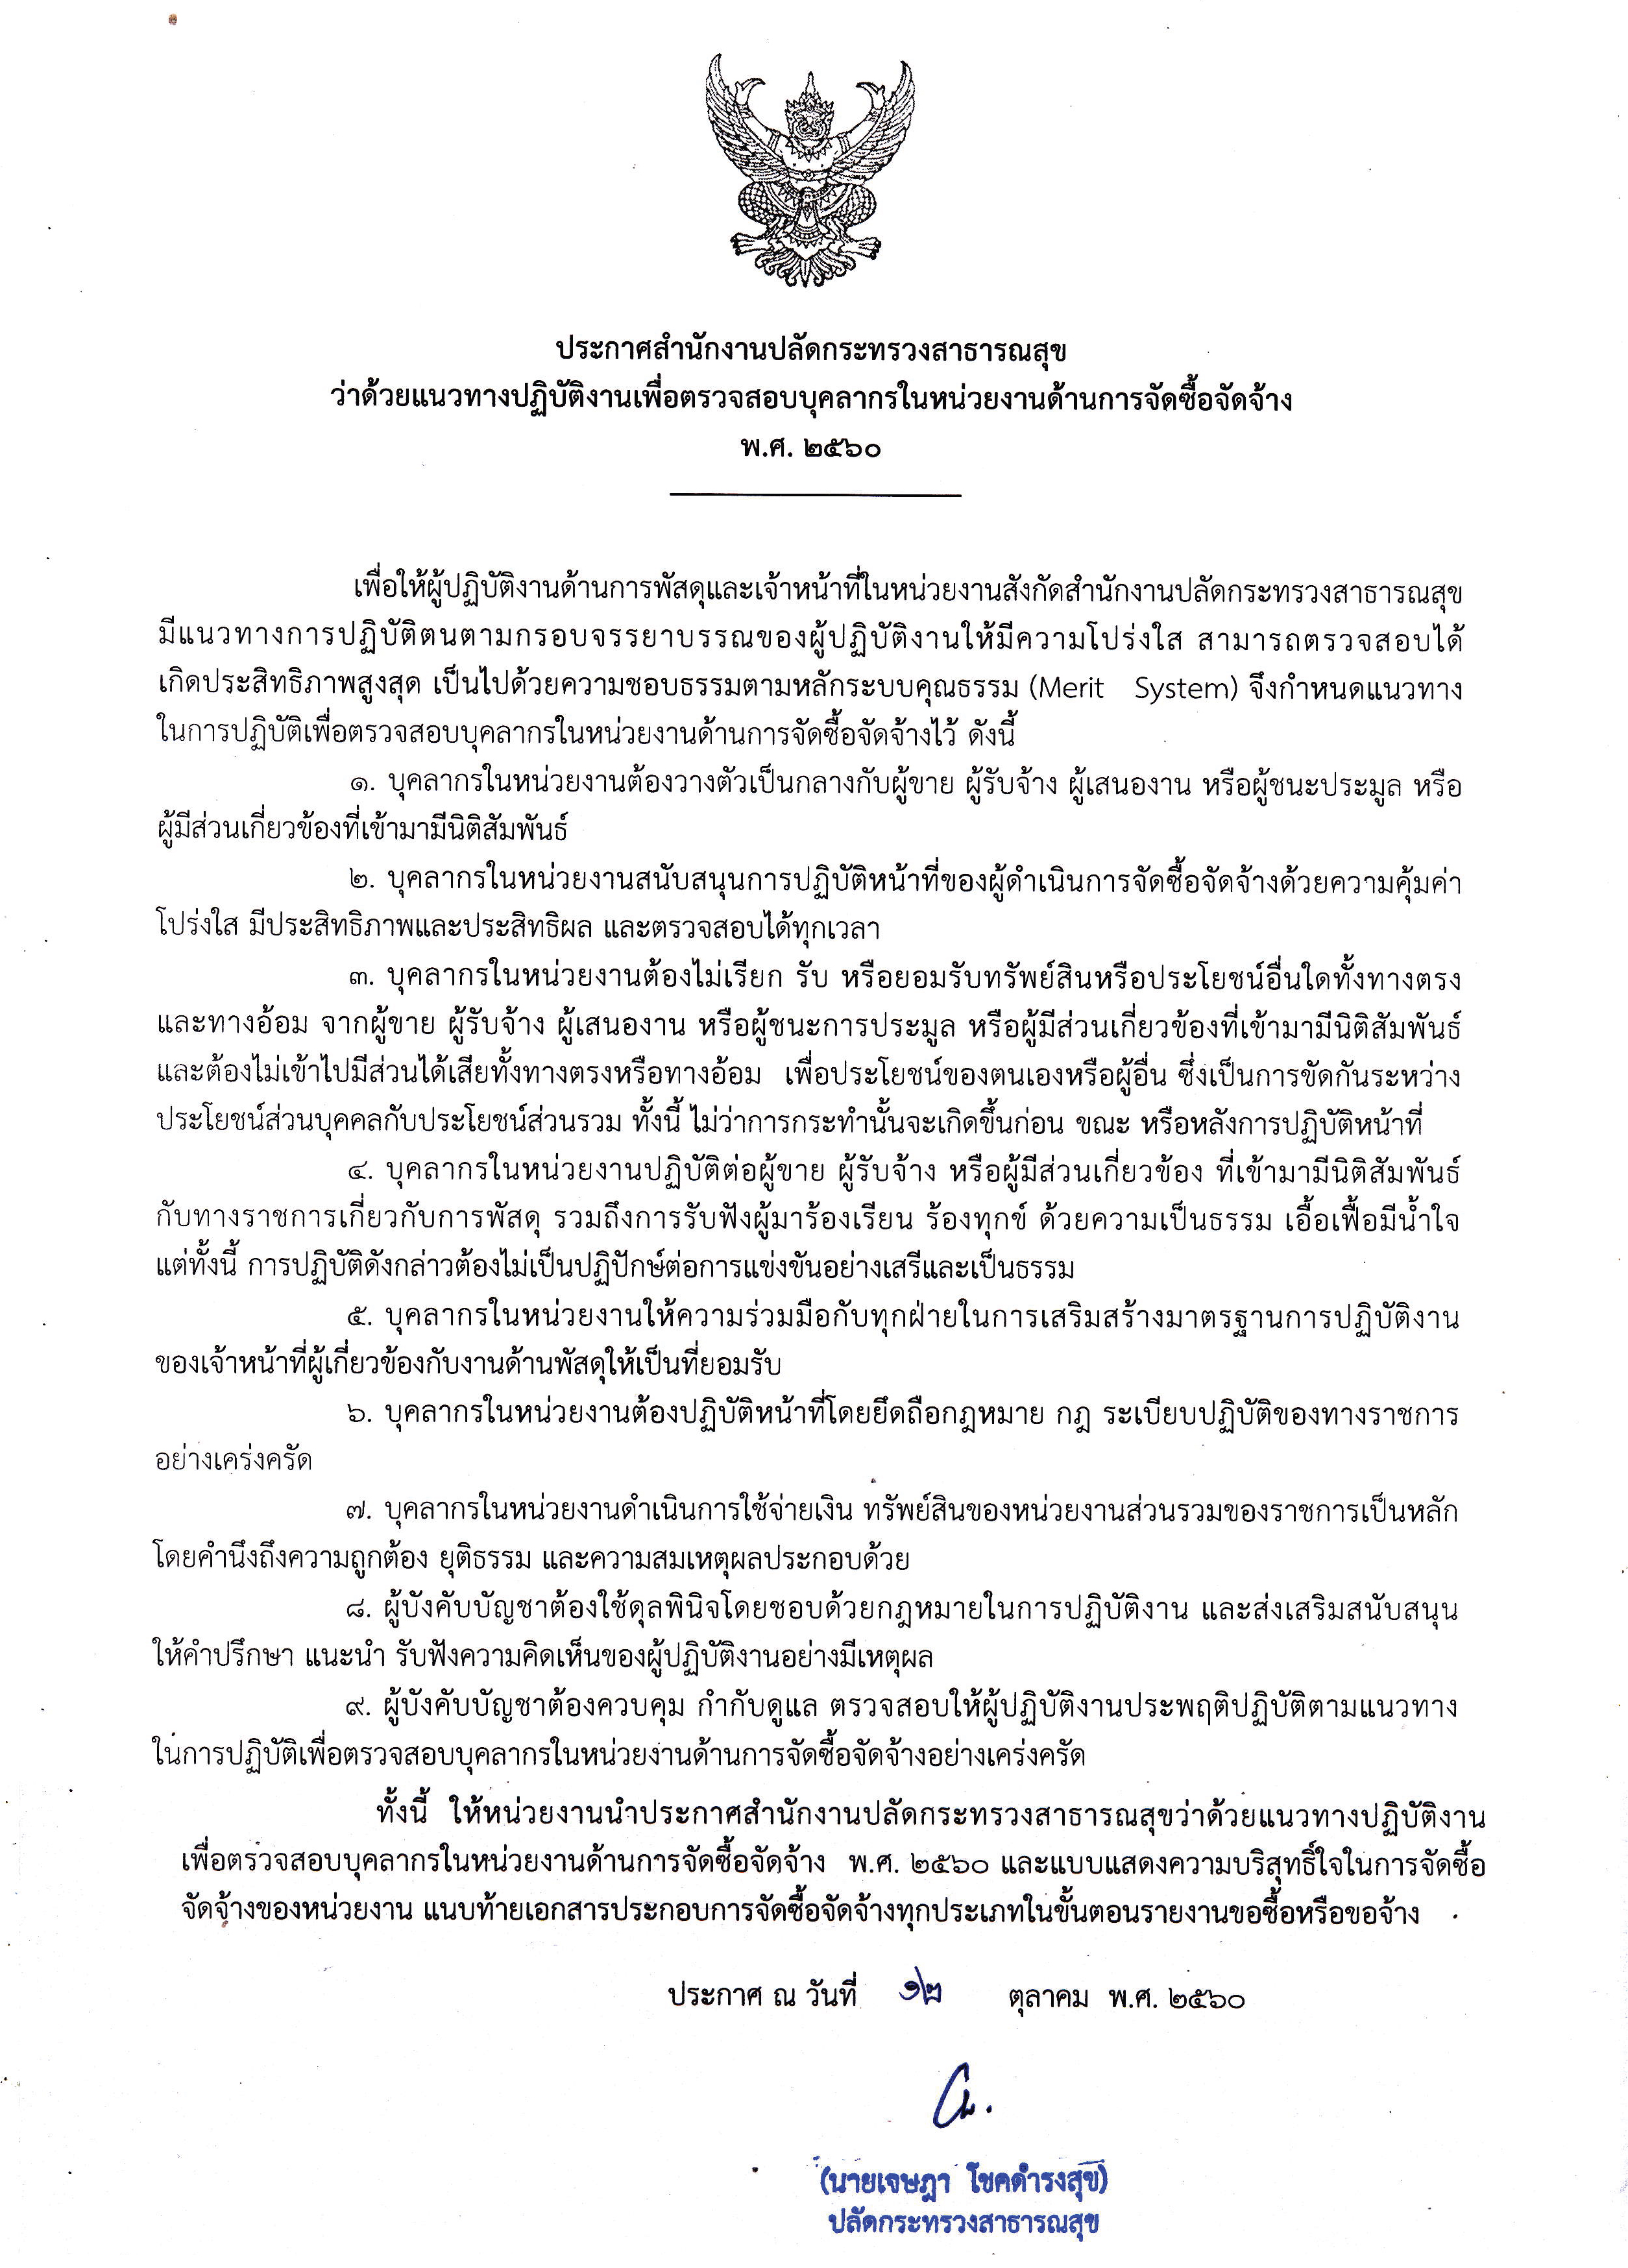 ประกาศสำนักงานปลัดกระทรวงสาธารณสุข
ว่าด้วยแนวทางปฏิบัติงานเพื่อตรวจสอบบุคลากรในหน่วยงานด้านการจัดซื้อจัดจ้าง
พ.ศ. ๒๕๖๐
เพื่อให้ผู้ปฏิบัติงานด้านการพัสดุและเจ้าหน้าที่ในหน่วยงานสังกัดสำนักงานปลัดกระทรวงสาธารณสุข
มีแนวทางการปฏิบัติตนตามกรอบจรรยาบรรณของผู้ปฏิบัติงานให้มีความโปร่งใส สามารถตรวจสอบได้
เกิดประสิทธิภาพสูงสุด เป็นไปด้วยความชอบธรรมตามหลักระบบคุณธรรม (Merit System) จึงกำหนดแนวทาง
ในการปฏิบัติเพื่อตรวจสอบบุคลากรในหน่วยงานด้านการจัดซื้อจัดจ้างไว้ ดังนี้
๑. บุคลากรในหน่วยงานต้องวางตัวเป็นกลางกับผู้ขาย ผู้รับจ้าง ผู้เสนองาน หรือผู้ชนะประมูล หรือ
ผู้มีส่วนเกี่ยวข้องที่เข้ามามีนิติสัมพันธ์
๒. บุคลากรในหน่วยงานสนับสนุนการปฏิบัติหน้าที่ของผู้ดำเนินการจัดซื้อจัดจ้างด้วยความคุ้มค่า
โปร่งใส มีประสิทธิภาพและประสิทธิผล และตรวจสอบได้ทุกเวลา
๓. บุคลากรในหน่วยงานต้องไม่เรียก รับ หรือยอมรับทรัพย์สินหรือประโยชน์อื่นใดทั้งทางตรง
และทางอ้อม จากผู้ขาย ผู้รับจ้าง ผู้เสนองาน หรือผู้ชนะการประมูล หรือผู้มีส่วนเกี่ยวข้องที่เข้ามามีนิติสัมพันธ์
และต้องไม่เข้าไปมีส่วนได้เสียทั้งทางตรงหรือทางอ้อม เพื่อประโยชน์ของตนเองหรือผู้อื่น ซึ่งเป็นการขัดกันระหว่าง
ประโยชน์ส่วนบุคคลกับประโยชน์ส่วนรวม ทั้งนี้ ไม่ว่าการกระทำนั้นจะเกิดขึ้นก่อน ขณะ หรือหลังการปฏิบัติหน้าที่
๔. บุคลากรในหน่วยงานปฏิบัติต่อผู้ขาย ผู้รับจ้าง หรือผู้มีส่วนเกี่ยวข้อง ที่เข้ามามีนิติสัมพันธ์
กับทางราชการเกี่ยวกับการพัสดุ รวมถึงการรับฟังผู้มาร้องเรียน ร้องทุกข์ ด้วยความเป็นธรรม เอื้อเฟื้อมีน้ำใจ
แต่ทั้งนี้ การปฏิบัติดังกล่าวต้องไม่เป็นปฏิปักษ์ต่อการแข่งขันอย่างเสรีและเป็นธรรม
๕. บุคลากรในหน่วยงานให้ความร่วมมือกับทุกฝ่ายในการเสริมสร้างมาตรฐานการปฏิบัติงาน
ของเจ้าหน้าที่ผู้เกี่ยวข้องกับงานด้านพัสดุให้เป็นที่ยอมรับ
๖. บุคลากรในหน่วยงานต้องปฏิบัติหน้าที่โดยยึดถือกฎหมาย กฎ ระเบียบปฏิบัติของทางราชการ
อย่างเคร่งครัด
๗. บุคลากรในหน่วยงานดำเนินการใช้จ่ายเงิน ทรัพย์สินของหน่วยงานส่วนรวมของราชการเป็นหลัก
โดยคำนึงถึงความถูกต้อง ยุติธรรม และความสมเหตุผลประกอบด้วย
๘. ผู้บังคับบัญชาต้องใช้ดุลพินิจโดยชอบด้วยกฎหมายในการปฏิบัติงาน และส่งเสริมสนับสนุน
ให้คำปรึกษา แนะนำ รับฟังความคิดเห็นของผู้ปฏิบัติงานอย่างมีเหตุผล
๙. ผู้บังคับบัญชาต้องควบคุม กำกับดูแล ตรวจสอบให้ผู้ปฏิบัติงานประพฤติปฏิบัติตามแนวทาง
ในการปฏิบัติเพื่อตรวจสอบบุคลากรในหน่วยงานด้านการจัดซื้อจัดจ้างอย่างเคร่งครัด
ทั้งนี้ ให้หน่วยงานนำประกาศสำนักงานปลัดกระทรวงสาธารณสุขว่าด้วยแนวทางปฏิบัติงาน
เพื่อตรวจสอบบุคลากรในหน่วยงานด้านการจัดซื้อจัดจ้าง พ.ศ. ๒๕๖๐ และแบบแสดงความบริสุทธิ์ใจในการจัดซื้อ
จัดจ้างของหน่วยงาน แนบท้ายเอกสารประกอบการจัดซื้อจัดจ้างทุกประเภทในขั้นตอนรายงานขอซื้อหรือขอจ้าง
ประกาศ ณ วันที่ ๑๒ ตุลาคม พ.ศ. ๒๕๖๐
(นายเจษฎา โชคดำรงสุข)
ปลัดกระทรวงสาธารณสุข